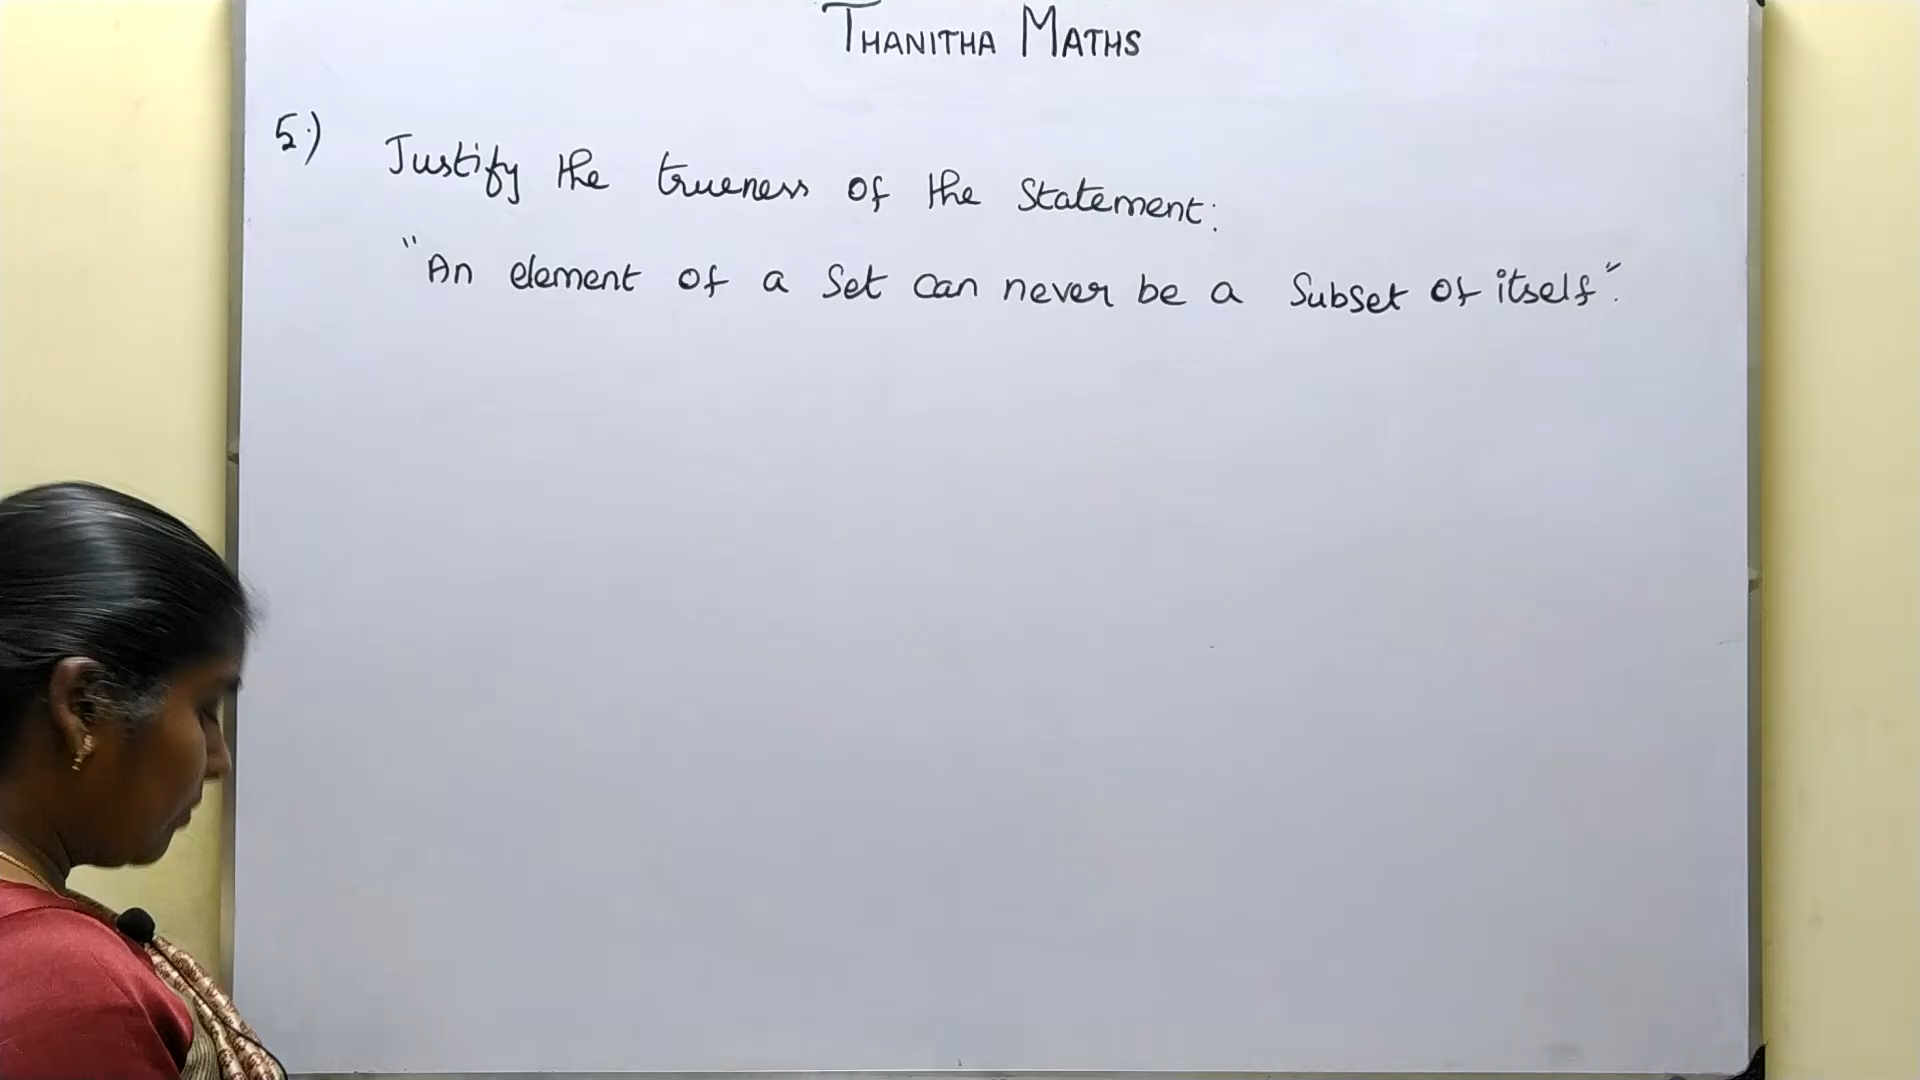 THANITHA MATHS
5.)
Justify the trueness of the Statement:
"An element of a Set Can never be a Subset of itself".